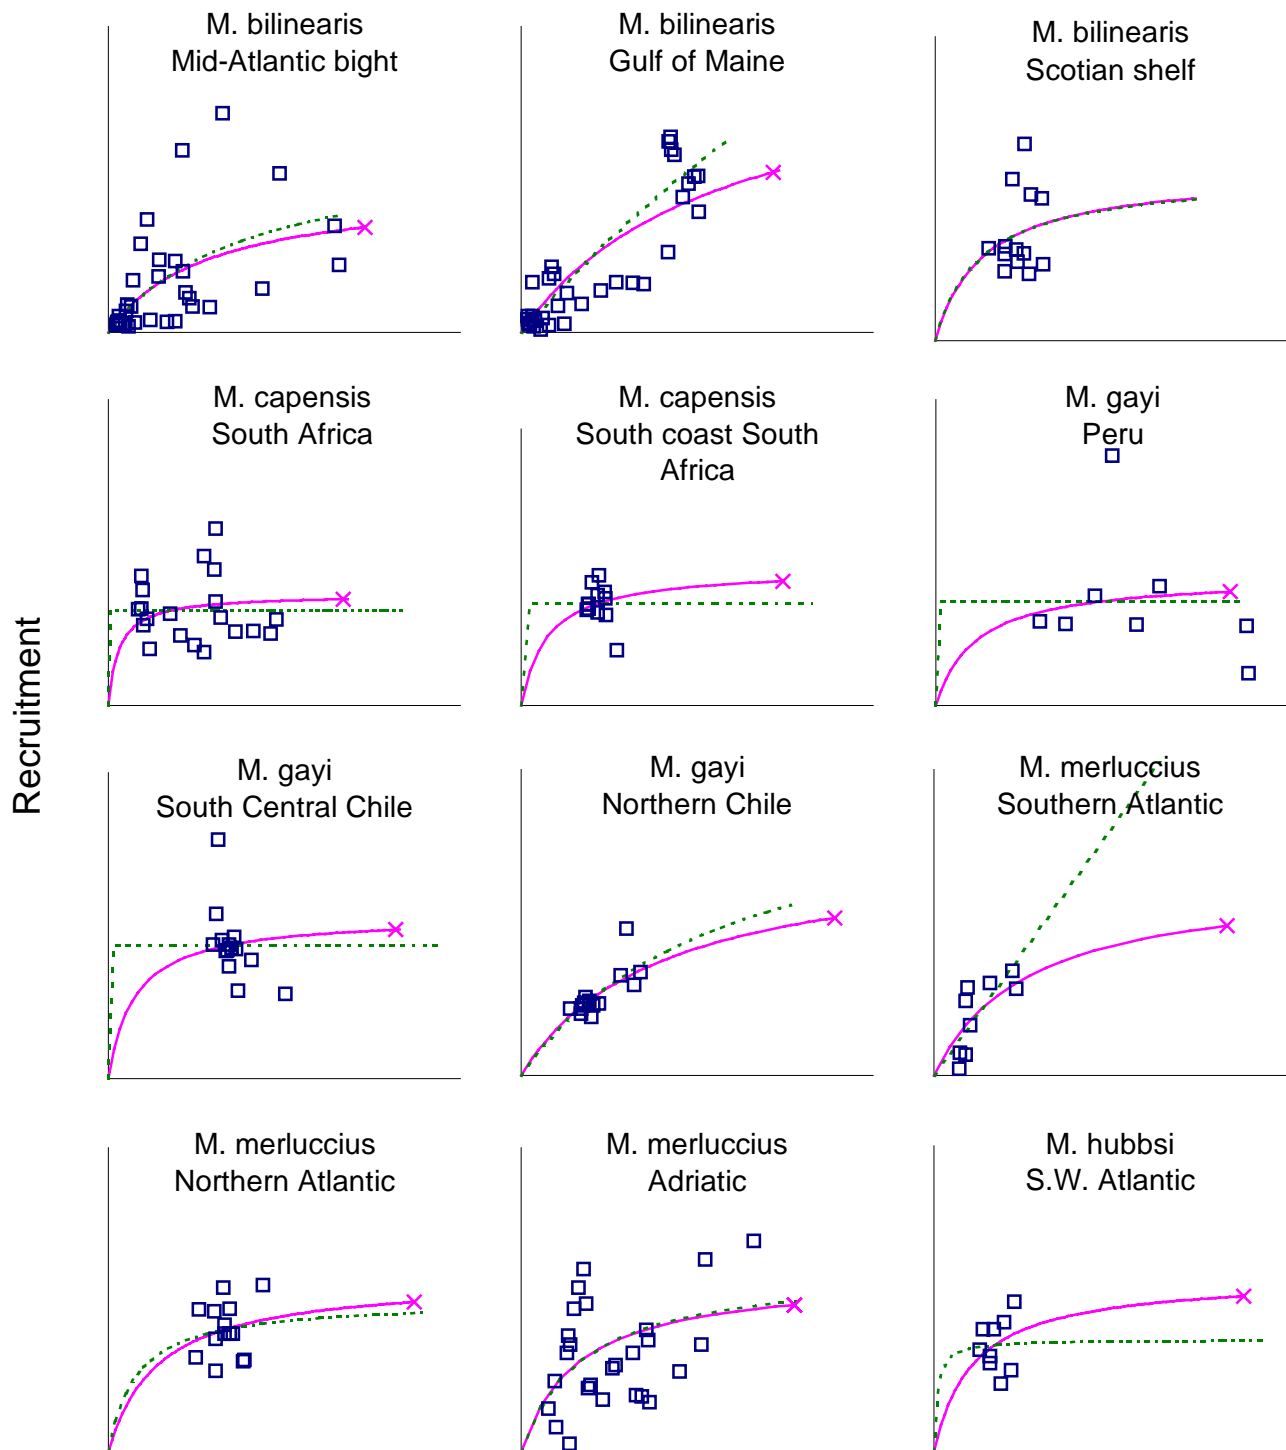 M. bilinearis
Mid-Atlantic bight
M. bilinearis
Gulf of Maine
M. bilinearis
Scotian shelf
M. capensis
South Africa
M. capensis
South coast South
Africa
M. gayi
Peru
Recruitment
M. gayi
South Central Chile
M. gayi
Northern Chile
M. merluccius
Southern Atlantic
M. merluccius
Northern Atlantic
M. merluccius
Adriatic
M. hubbsi
S.W. Atlantic